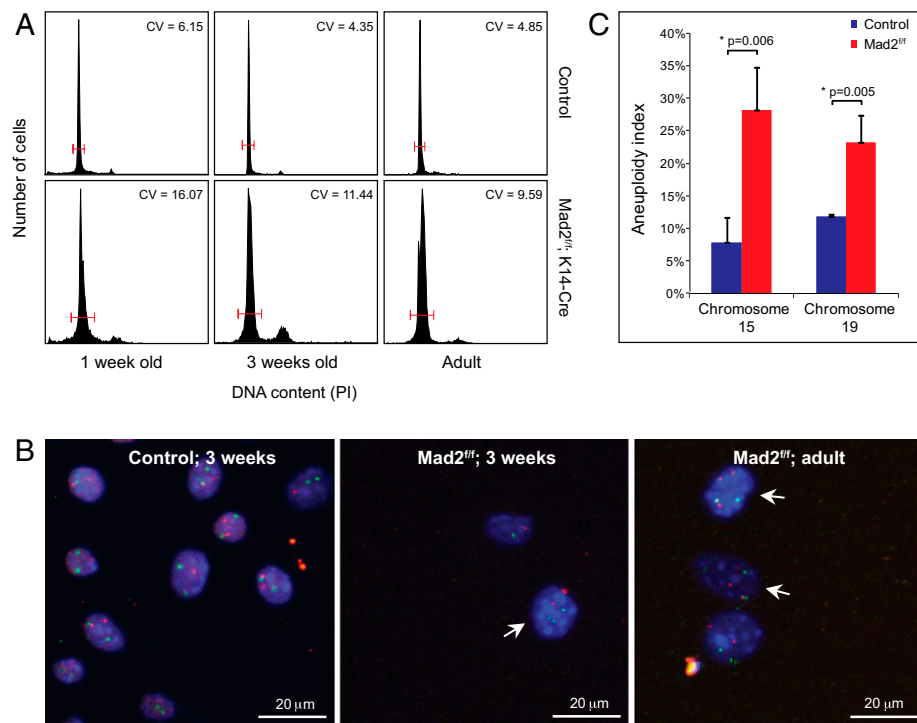 A
Number of cells
CV = 6.15
CV = 4.35
CV = 4.85
Control
CV = 16.07
CV = 11.44
CV = 9.59
Mad2f/f; K14-Cre
1 week old
3 weeks old
Adult
DNA content (PI)
C
Control
Mad2f/f
Aneuploidy index
40%
35%
30%
25%
20%
15%
10%
5%
0%
* p=0.006
* p=0.005
Chromosome
15
Chromosome
19
B
Control; 3 weeks
Mad2f/f; 3 weeks
Mad2f/f; adult
20 μm
20 μm
20 μm